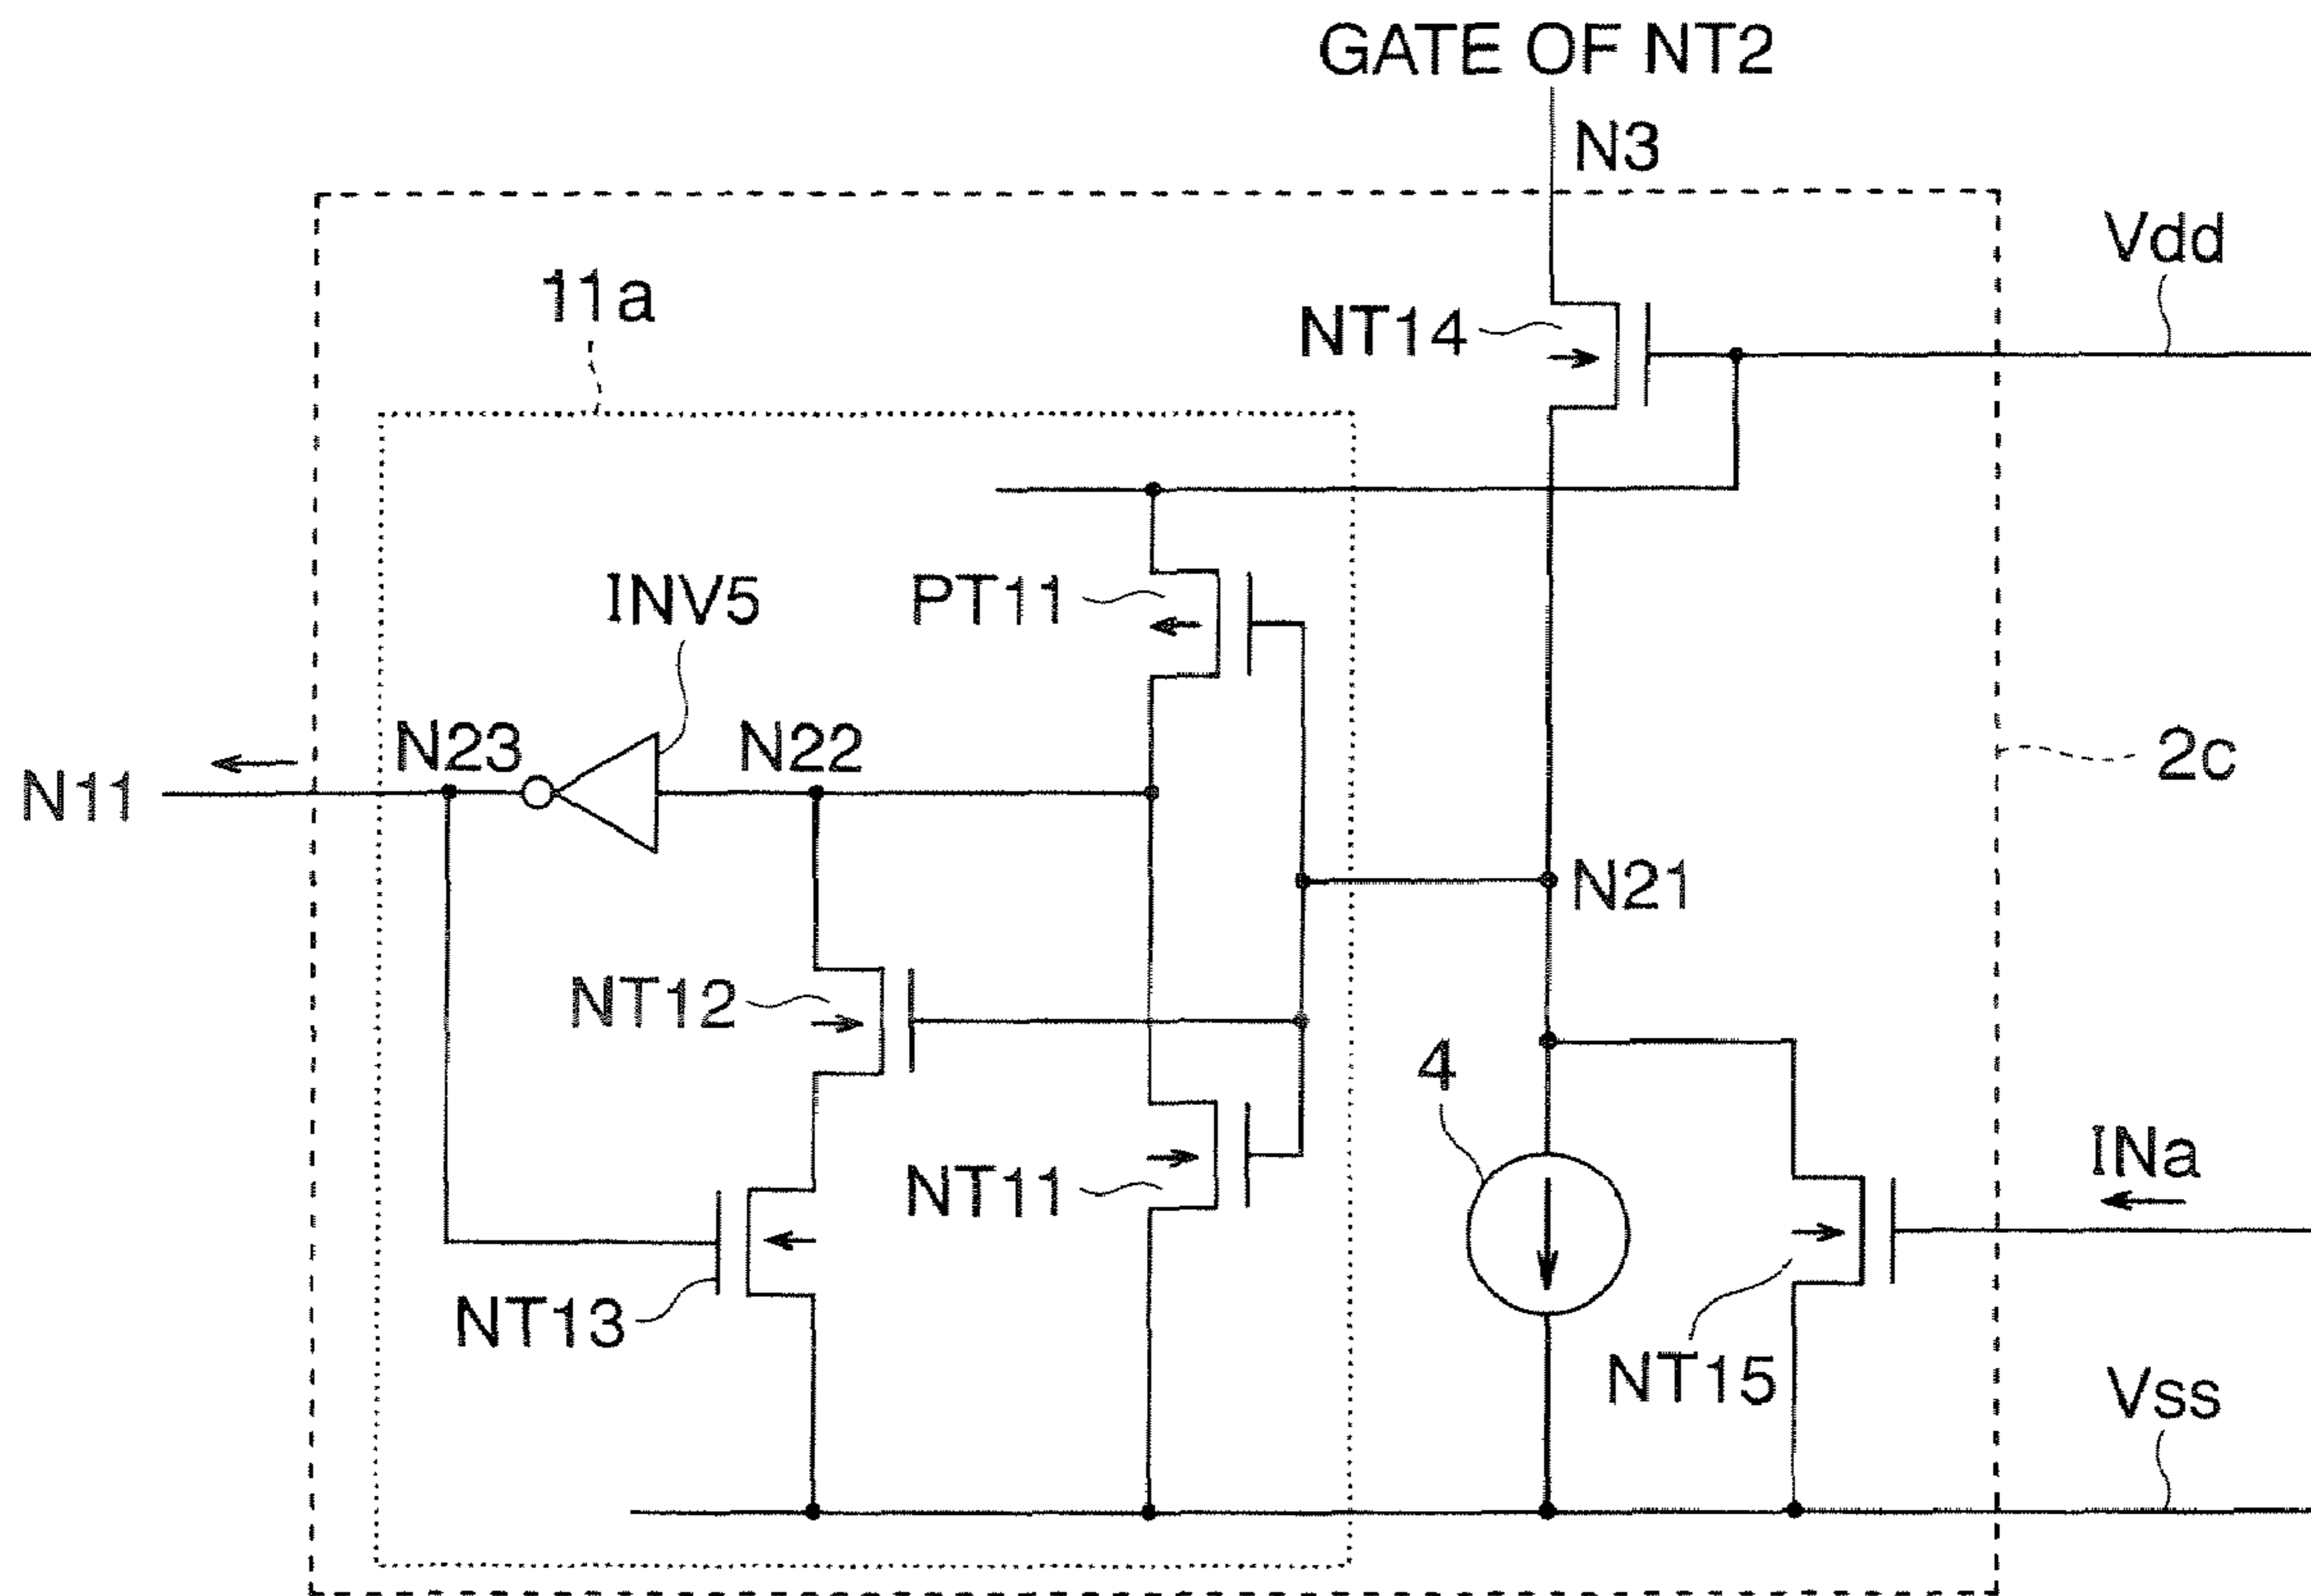 GATE OF NT2
N3
Vdd
11a
NT14
INV5
PT11
N23
N22
2c
N11
N21
NT12
4
INa
NT11
NT13
NT15
Vss